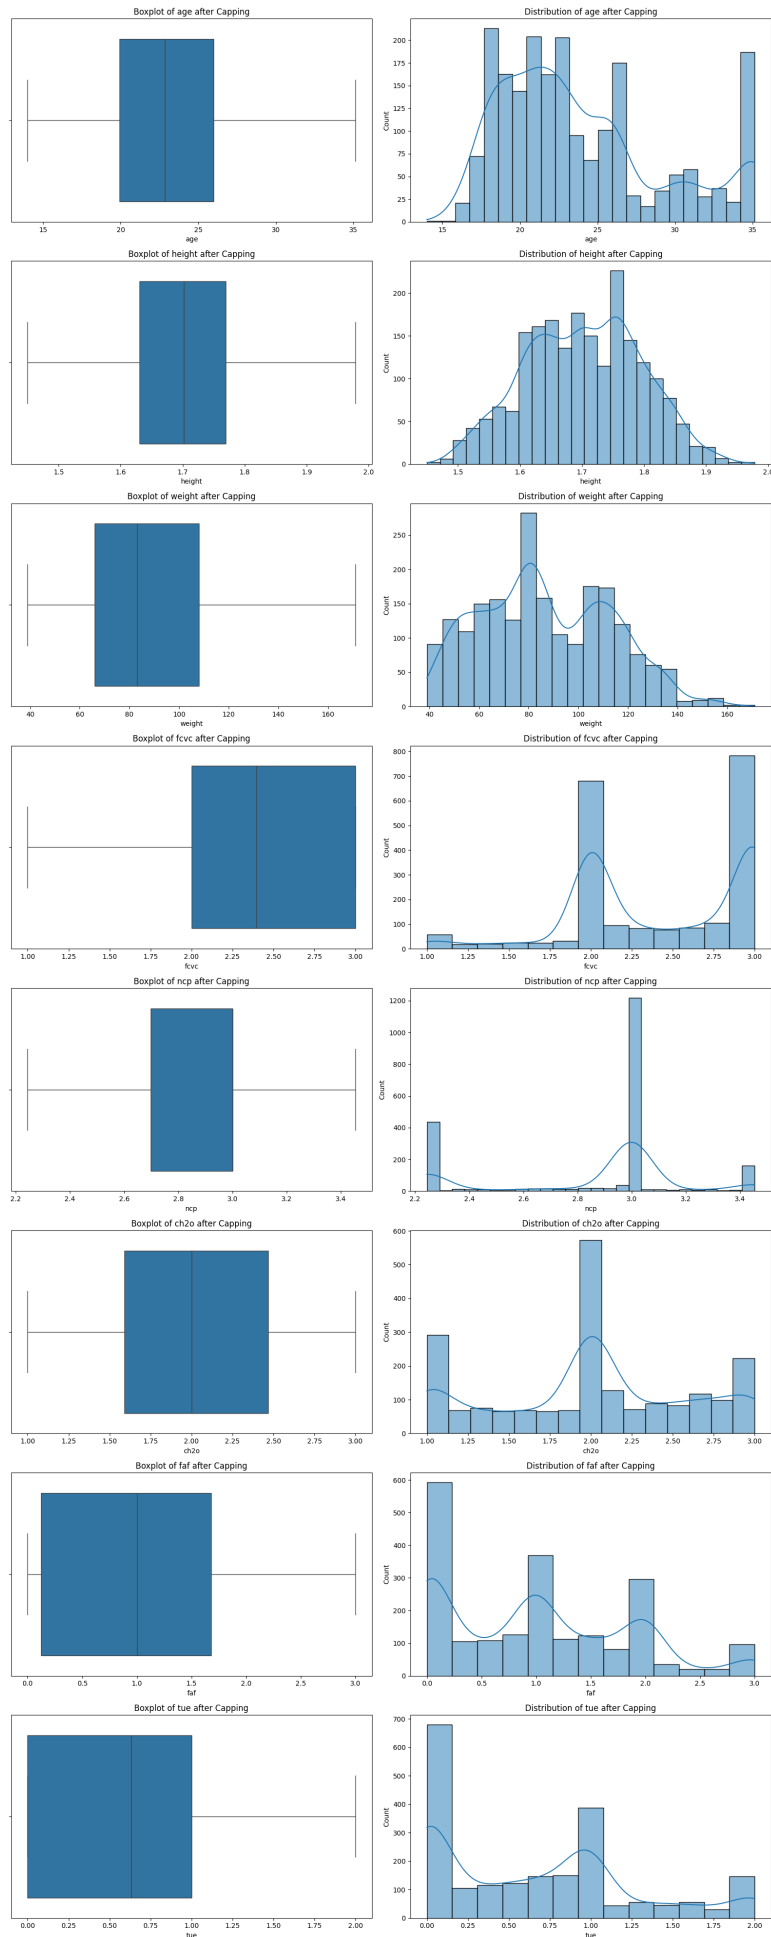 Boxplot of age after Capping
15 20 25 30 35
age
Distribution of age after Capping
Count
200
175
150
125
100
75
50
25
0
15 20 25 30 35
age
Boxplot of height after Capping
1.5 1.6 1.7 1.8 1.9 2.0
height
Distribution of height after Capping
Count
200
150
100
50
0
1.5 1.6 1.7 1.8 1.9 2.0
height
Boxplot of weight after Capping
40 60 80 100 120 140 160
weight
Distribution of weight after Capping
Count
250
200
150
100
50
0
40 60 80 100 120 140 160
weight
Boxplot of fcvc after Capping
1.00 1.25 1.50 1.75 2.00 2.25 2.50 2.75 3.00
fcvc
Distribution of fcvc after Capping
Count
800
700
600
500
400
300
200
100
0
1.00 1.25 1.50 1.75 2.00 2.25 2.50 2.75 3.00
fcvc
Boxplot of ncp after Capping
2.2 2.4 2.6 2.8 3.0 3.2 3.4
ncp
Distribution of ncp after Capping
Count
1200
1000
800
600
400
200
0
2.2 2.4 2.6 2.8 3.0 3.2 3.4
ncp
Boxplot of ch2o after Capping
1.00 1.25 1.50 1.75 2.00 2.25 2.50 2.75 3.00
ch2o
Distribution of ch2o after Capping
Count
600
500
400
300
200
100
0
1.00 1.25 1.50 1.75 2.00 2.25 2.50 2.75 3.00
ch2o
Boxplot of faf after Capping
0.0 0.5 1.0 1.5 2.0 2.5 3.0
faf
Distribution of faf after Capping
Count
600
500
400
300
200
100
0
0.0 0.5 1.0 1.5 2.0 2.5 3.0
faf
Boxplot of tue after Capping
0.00 0.25 0.50 0.75 1.00 1.25 1.50 1.75 2.00
tue
Distribution of tue after Capping
Count
700
600
500
400
300
200
100
0
0.00 0.25 0.50 0.75 1.00 1.25 1.50 1.75 2.00
tue